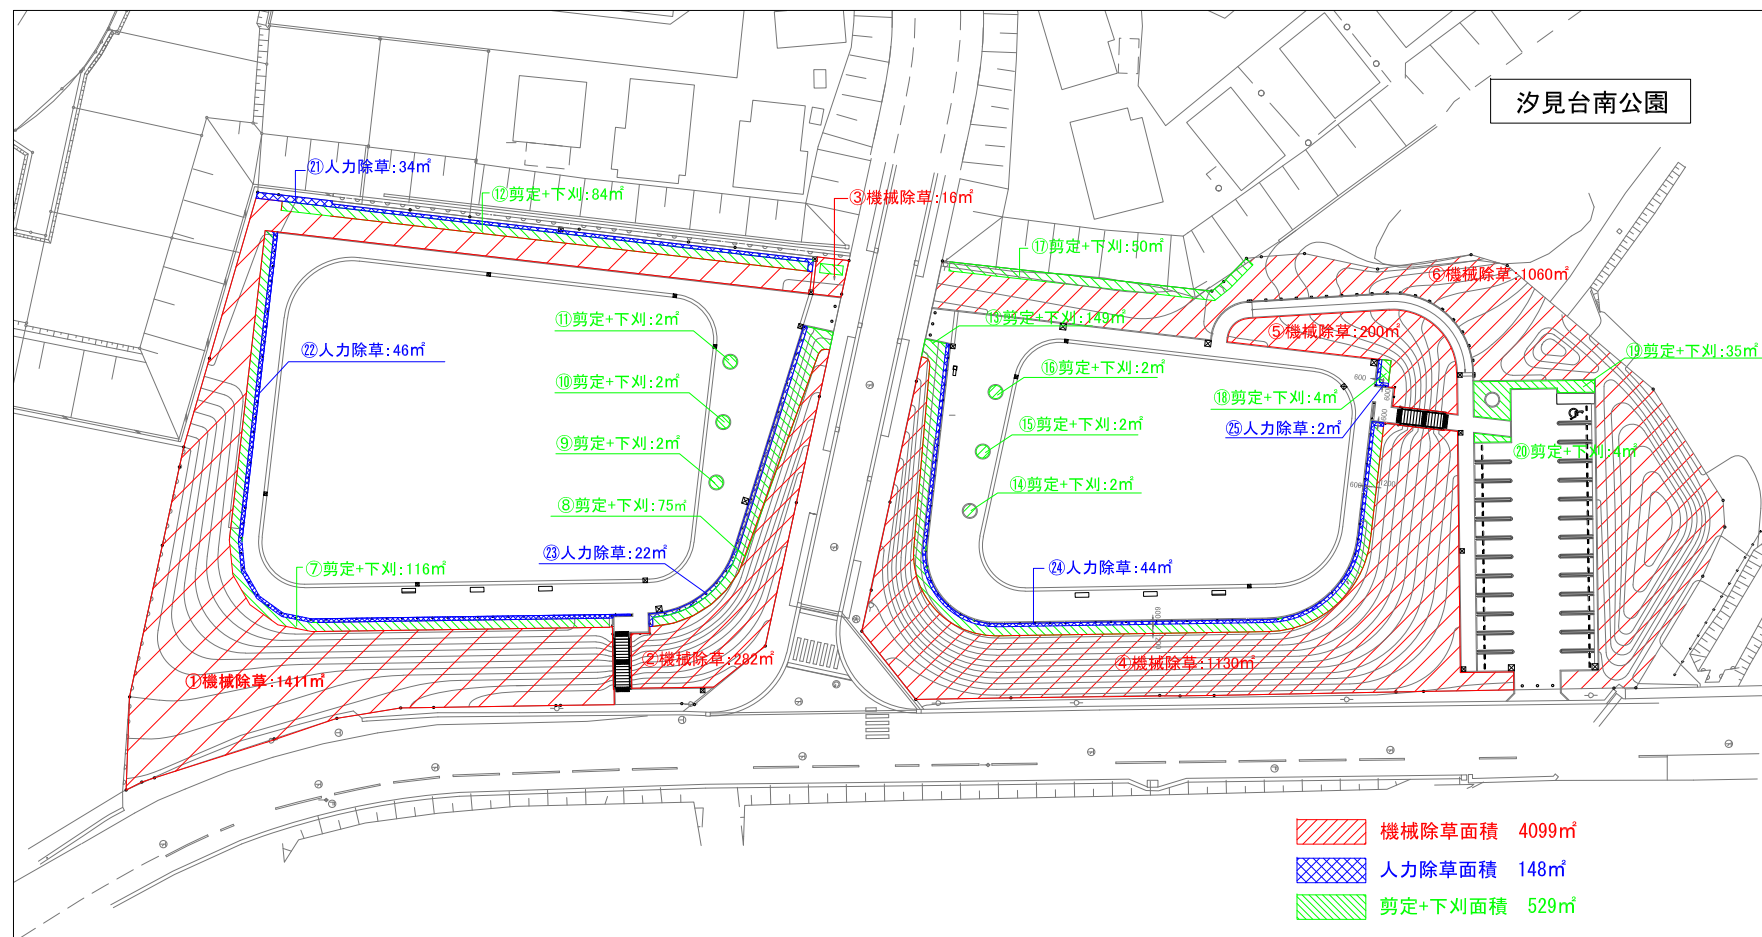 汐見台南公園
㉑人力除草:34㎡
⑫剪定+下刈:84㎡
③機械除草:16㎡
⑰剪定+下刈:50㎡
⑥機械除草:1060㎡
⑪剪定+下刈:2㎡
⑬剪定+下刈:149㎡
⑤機械除草:200㎡
㉒人力除草:46㎡
⑲剪定+下刈:35㎡
⑯剪定+下刈:2㎡
⑩剪定+下刈:2㎡
600
600
⑱剪定+下刈:4㎡
600
⑮剪定+下刈:2㎡
㉕人力除草:2㎡
⑨剪定+下刈:2㎡
⑳剪定+下刈:4㎡
⑭剪定+下刈:2㎡
600
1200
⑧剪定+下刈:75㎡
㉓人力除草:22㎡
⑦剪定+下刈:116㎡
㉔人力除草:44㎡
②機械除草:282㎡
④機械除草:1130㎡
①機械除草:1411㎡
機械除草面積 4099㎡
人力除草面積 148㎡
剪定+下刈面積 529㎡